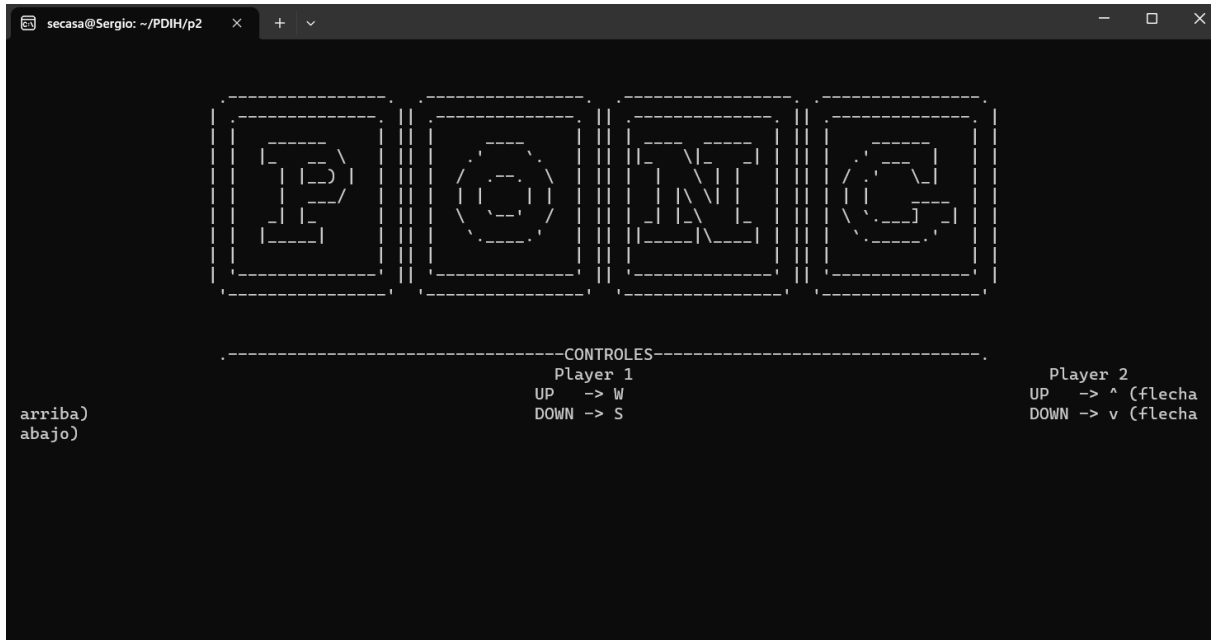 secasa@Sergio: ~/PDIH/p2
PONG
CONTROLES
Player 1 Player 2
UP -> W UP -> ^ (flecha
arriba) DOWN -> S DOWN -> v (flecha
abajo)